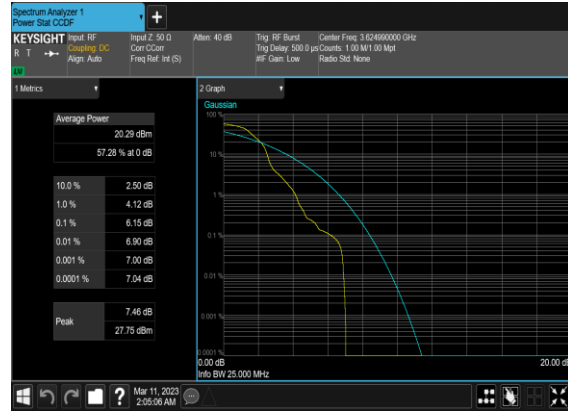 Spectrum Analyzer 1
Power Stat CCDF
KEYSIGHT
R T
LXI
Input: RF
Coupling: DC
Align: Auto
Input Z: 50 Ω
Corr CCorr
Freq Ref: Int (S)
Atten: 40 dB
Trig: RF Burst
Trig Delay: 500.0 µs
#IF Gain: Low
Center Freq: 3.624990000 GHz
Counts: 1.00 M/1.00 Mpt
Radio Std: None
1 Metrics
Average Power
20.29 dBm
57.28 % at 0 dB
10.0 % 2.50 dB
1.0 % 4.12 dB
0.1 % 6.15 dB
0.01 % 6.90 dB
0.001 % 7.00 dB
0.0001 % 7.04 dB
Peak
7.46 dB
27.75 dBm
2 Graph
Gaussian
100 %
10 %
1 %
0.1 %
0.01 %
0.001 %
0.0001 %
0.00 dB
20.00 dB
Info BW 25.000 MHz
?
Mar 11, 2023
2:05:06 AM